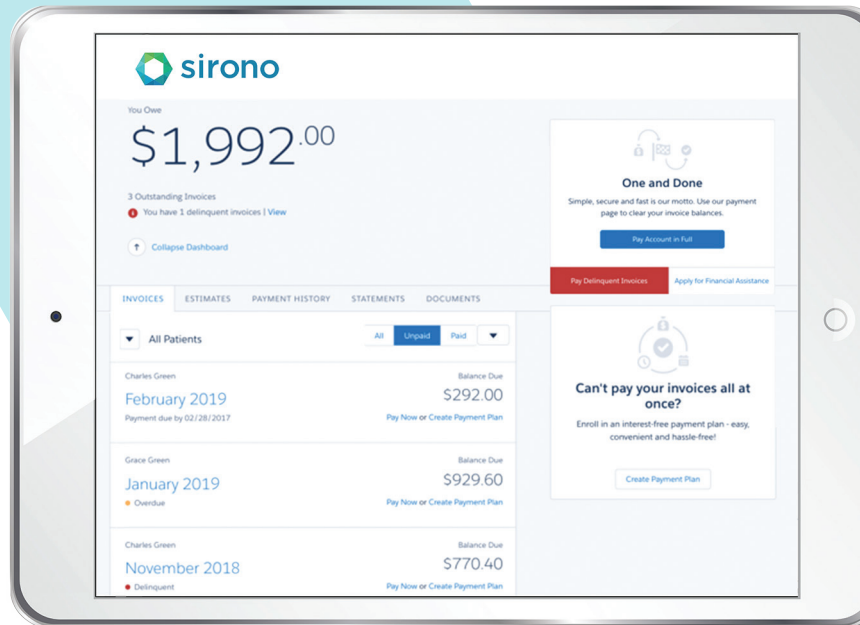 sirono
You Owe
$1,992.00
3 Outstanding Invoices
You have 1 delinquent invoices | View
Collapse Dashboard
One and Done
Simple, secure and fast is our motto. Use our payment
page to clear your invoice balances.
Pay Account in Full
Pay Delinquent Invoices
Apply for Financial Assistance
INVOICES ESTIMATES PAYMENT HISTORY STATEMENTS DOCUMENTS
All Patients
All Unpaid Paid
Charles Green Balance Due
February 2019 $292.00
Payment due by 02/28/2017 Pay Now or Create Payment Plan
Grace Green Balance Due
January 2019 $929.60
Overdue Pay Now or Create Payment Plan
Charles Green Balance Due
November 2018 $770.40
Delinquent Pay Now or Create Payment Plan
Can't pay your invoices all at
once?
Enroll in an interest-free payment plan - easy,
convenient and hassle-free!
Create Payment Plan